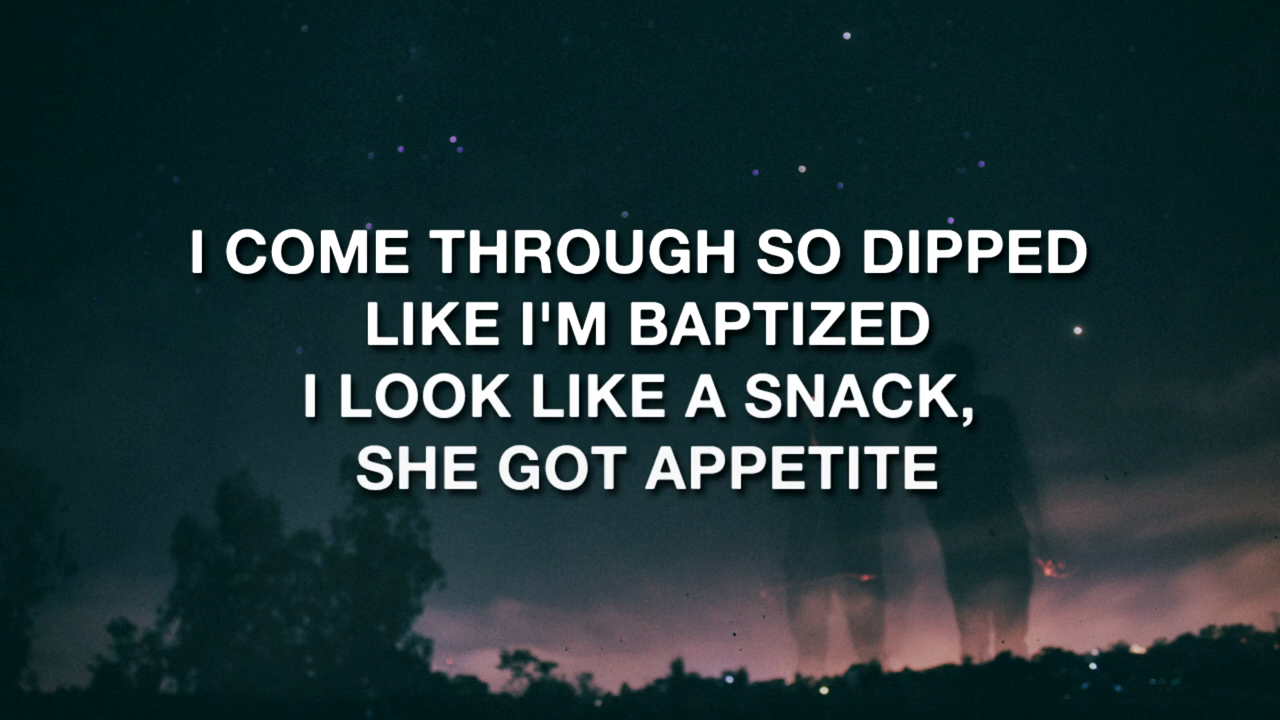 I COME THROUGH SO DIPPED
LIKE I'M BAPTIZED
I LOOK LIKE A SNACK,
SHE GOT APPETITE